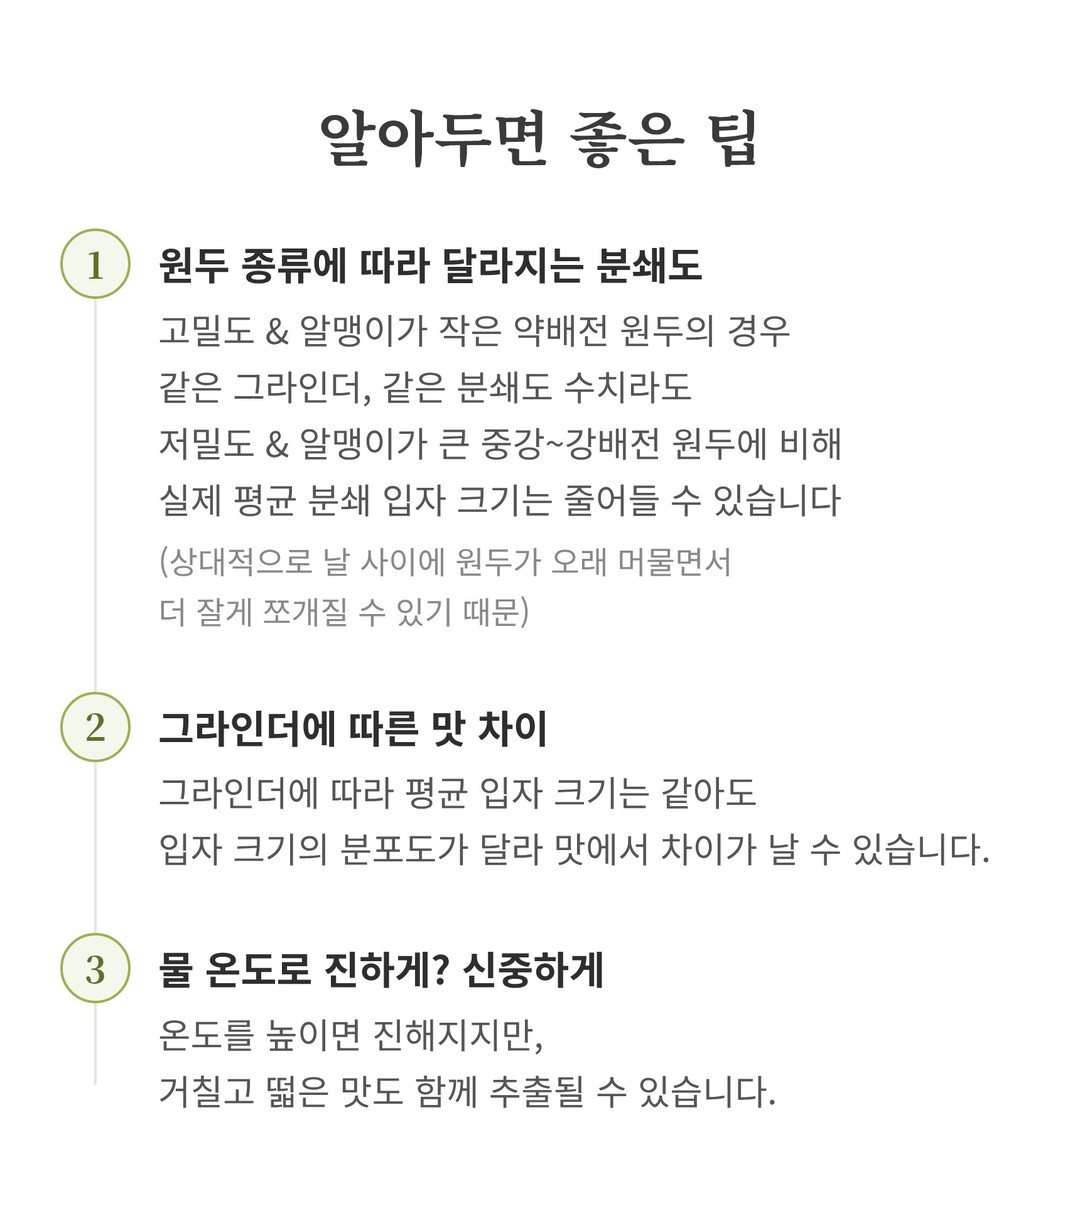 알아두면 좋은 팁
1
원두 종류에 따라 달라지는 분쇄도
고밀도 & 알맹이가 작은 약배전 원두의 경우
같은 그라인더, 같은 분쇄도 수치라도
저밀도 & 알맹이가 큰 중강~강배전 원두에 비해
실제 평균 분쇄 입자 크기는 줄어들 수 있습니다
(상대적으로 날 사이에 원두가 오래 머물면서
더 잘게 쪼개질 수 있기 때문)
2
그라인더에 따른 맛 차이
그라인더에 따라 평균 입자 크기는 같아도
입자 크기의 분포도가 달라 맛에서 차이가 날 수 있습니다.
3
물 온도로 진하게? 신중하게
온도를 높이면 진해지지만,
거칠고 떫은 맛도 함께 추출될 수 있습니다.